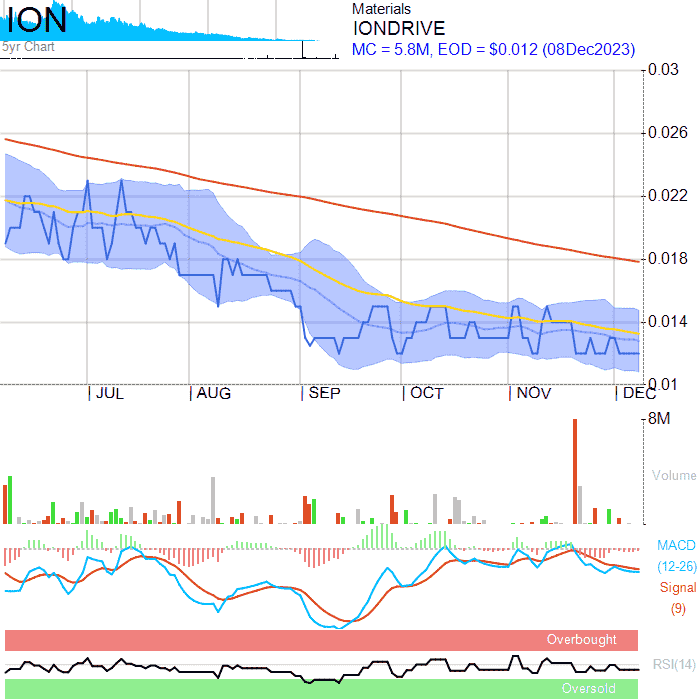 ION
5yr Chart
Materials
IONDRIVE
MC = 5.8M, EOD = $0.012 (08Dec2023)
0.03
0.026
0.022
0.018
0.014
0.01
JUL
AUG
SEP
OCT
NOV
DEC
8M
Volume
MACD
(12-26)
Signal
(9)
Overbought
RSI(14)
Oversold